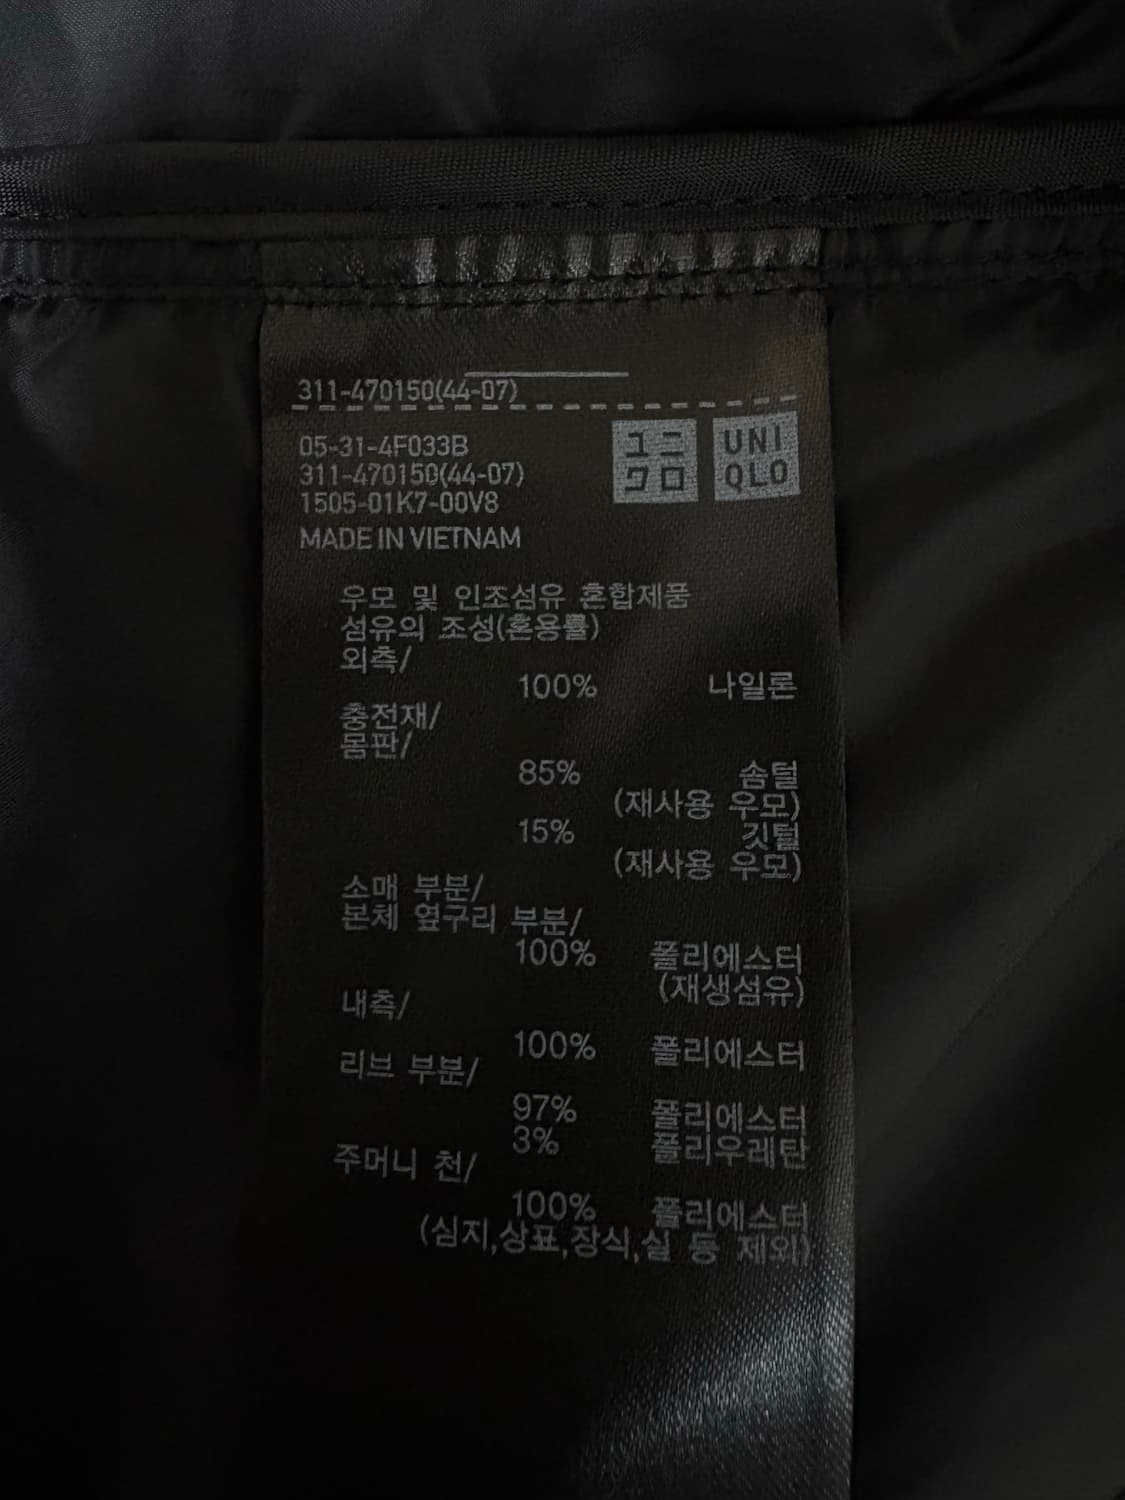 311-470150(44-07)
05-31-4F033B
311-470150(44-07)
1505-01K7-00V8
MADE IN VIETNAM
ユニ
クロ
UNI
QLO
우모 및 인조섬유 혼합제품
섬유의 조성(혼용률)
외측/
100% 나일론
충전재/
몸판/
85% 솜털
(재사용 우모)
15% 깃털
(재사용 우모)
소매 부분/
본체 옆구리 부분/
100% 폴리에스터
(재생섬유)
내측/
100% 폴리에스터
리브 부분/
97% 폴리에스터
3% 폴리우레탄
주머니 천/
100% 폴리에스터
(심지,상표,장식,실 등 제외)